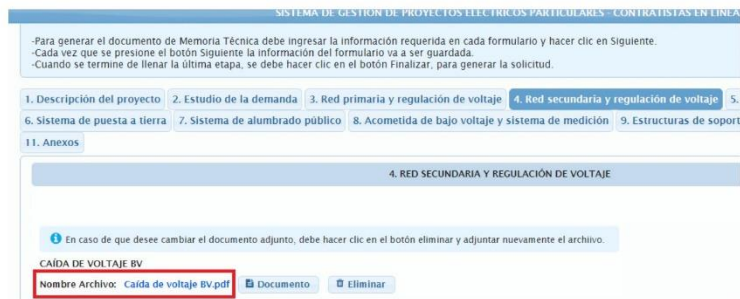 SISTEMA DE GESTIÓN DE PROYECTOS ELÉCTRICOS PARTICULARES - CONTRATISTAS EN LÍNEA
-Para generar el documento de Memoria Técnica debe ingresar la información requerida en cada formulario y hacer clic en Siguiente.
-Cada vez que se presione el botón Siguiente la información del formulario va a ser guardada.
-Cuando se termine de llenar la última etapa, se debe hacer clic en el botón Finalizar, para generar la solicitud.
1. Descripción del proyecto 2. Estudio de la demanda 3. Red primaria y regulación de voltaje 4. Red secundaria y regulación de voltaje 5.
6. Sistema de puesta a tierra 7. Sistema de alumbrado público 8. Acometida de bajo voltaje y sistema de medición 9. Estructuras de soport
11. Anexos
4. RED SECUNDARIA Y REGULACIÓN DE VOLTAJE
En caso de que desee cambiar el documento adjunto, debe hacer clic en el botón eliminar y adjuntar nuevamente el archiivo.
CAÍDA DE VOLTAJE BV
Nombre Archivo: Caída de voltaje BV.pdf Documento Eliminar